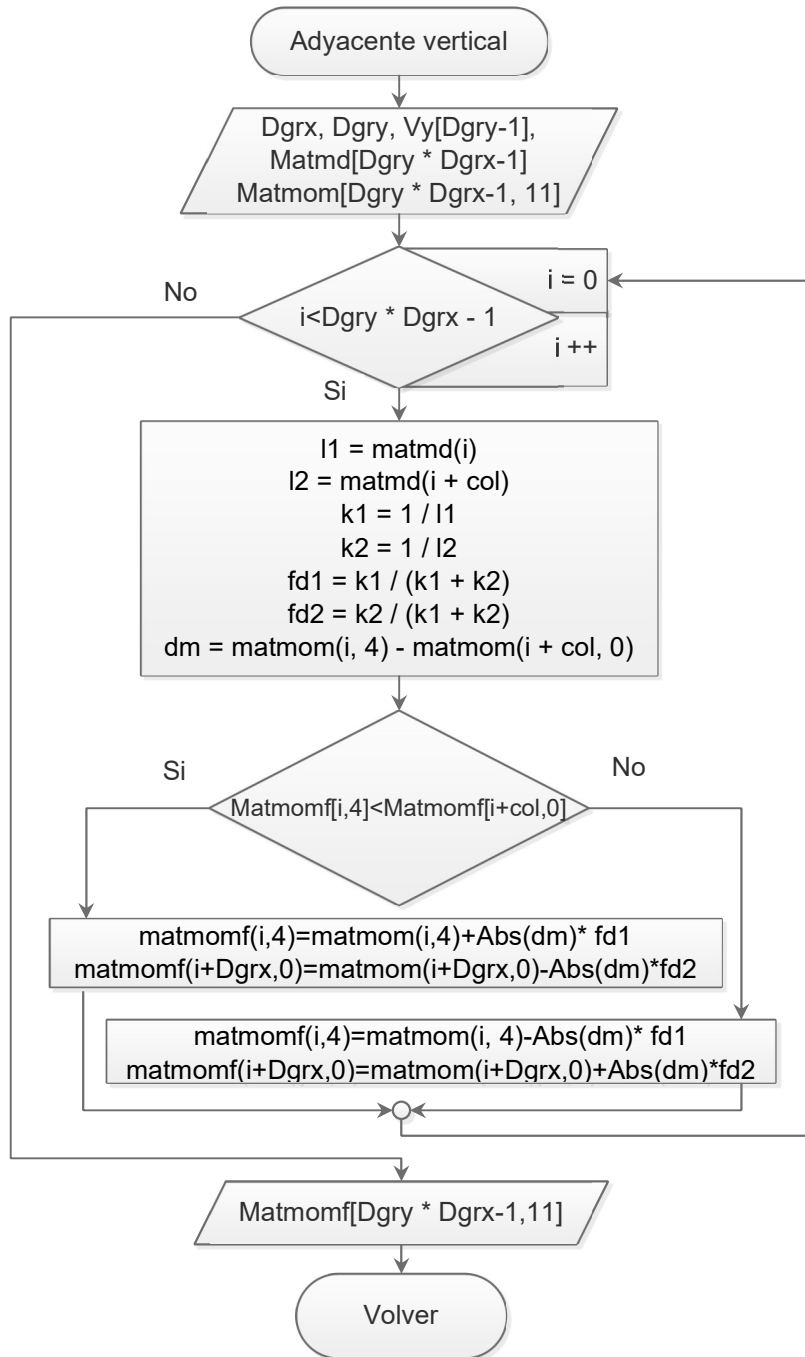 Adyacente vertical
Dgrx, Dgry, Vy[Dgry-1],
Matmd[Dgry * Dgrx-1]
Matmom[Dgry * Dgrx-1, 11]
No
i = 0
i<Dgry * Dgrx - 1
i ++
Si
l1 = matmd(i)
l2 = matmd(i + col)
k1 = 1 / l1
k2 = 1 / l2
fd1 = k1 / (k1 + k2)
fd2 = k2 / (k1 + k2)
dm = matmom(i, 4) - matmom(i + col, 0)
Si
No
Matmomf[i,4]<Matmomf[i+col,0]
matmomf(i,4)=matmom(i,4)+Abs(dm)* fd1
matmomf(i+Dgrx,0)=matmom(i+Dgrx,0)-Abs(dm)*fd2
matmomf(i,4)=matmom(i, 4)-Abs(dm)* fd1
matmomf(i+Dgrx,0)=matmom(i+Dgrx,0)+Abs(dm)*fd2
Matmomf[Dgry * Dgrx-1,11]
Volver